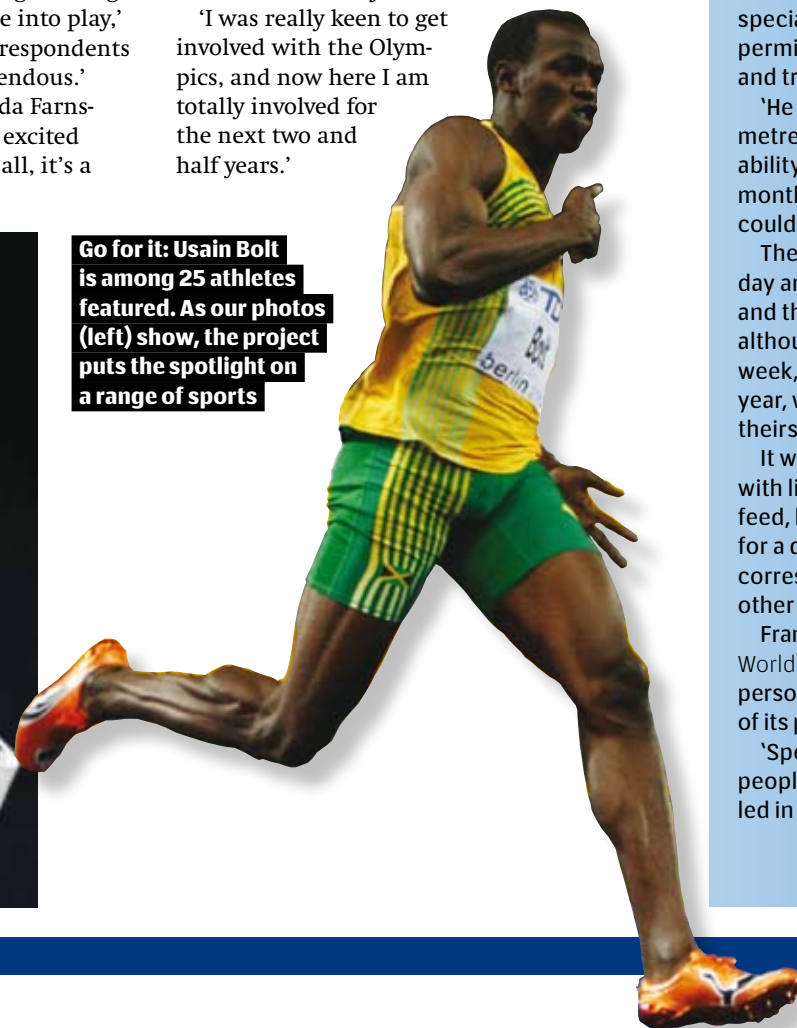 e into play,’
respondents
endous.’
da Farns-
excited
all, it’s a
‘I was really keen to get
involved with the Olym-
pics, and now here I am
totally involved for
the next two and
half years.’
Go for it: Usain Bolt
is among 25 athletes
featured. As our photos
(left) show, the project
puts the spotlight on
a range of sports
TD
Bolt
berlin
specia
permi
and tr
‘He
metre
ability
month
could
The
day an
and th
althou
week,
year, v
theirs
It w
with li
feed, l
for a d
corres
other
Fran
World
perso
of its p
‘Spo
peopl
led in